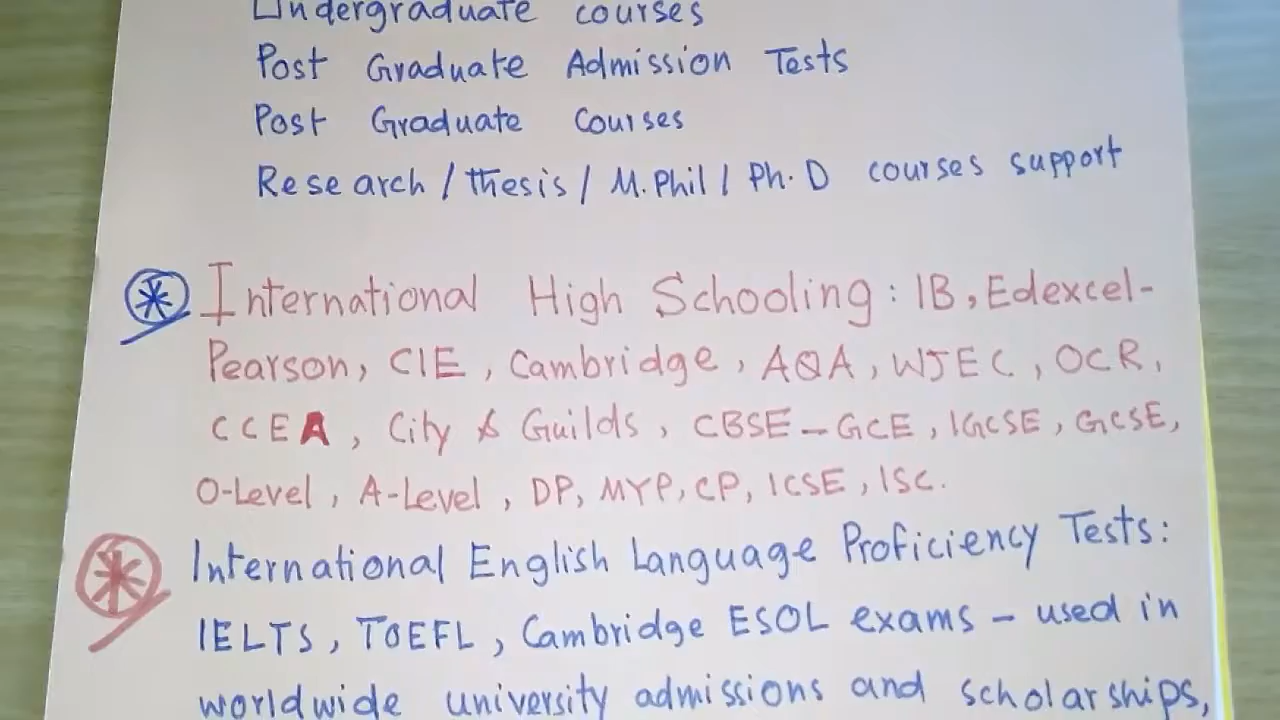 Undergraduate courses
Post Graduate Admission Tests
Post Graduate Courses
Research / thesis / M.Phil / Ph.D courses support
International High Schooling: IB, Edexcel-
Pearson, CIE, Cambridge, AQA, WJEC, OCR,
CCEA, City & Guilds, CBSE-GCE, IGCSE, GCSE,
O-Level, A-Level, DP, MYP, CP, ICSE, ISC.
International English Language Proficiency Tests:
IELTS, TOEFL, Cambridge ESOL exams - used in
worldwide university admissions and scholarships,